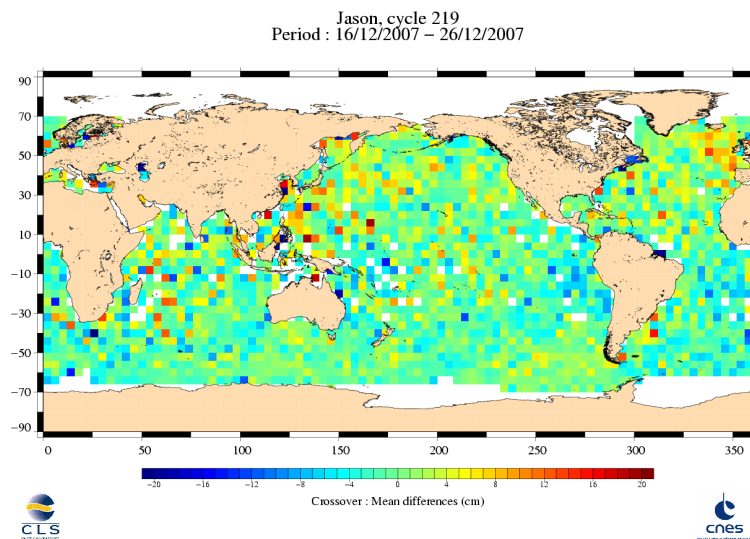 Jason, cycle 219
Period : 16/12/2007 − 26/12/2007
90
70
50
30
10
−10
−30
−50
−70
−90
0 50 100 150 200 250 300 350
−20 −16 −12 −8 −4 0 4 8 12 16 20
Crossover : Mean differences (cm)
CLS
cnes